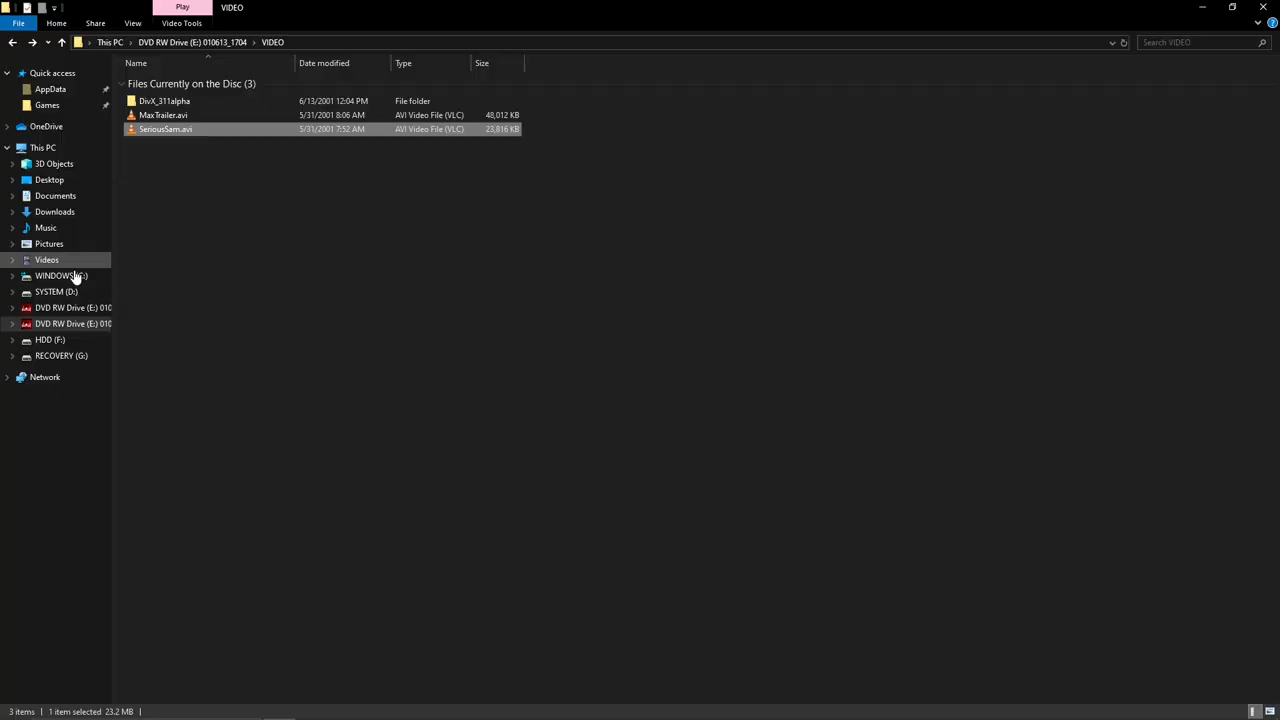 Play
VIDEO
File Home Share View Video Tools
This PC DVD RW Drive (E:) 010613_1704 VIDEO
Search VIDEO
Name Date modified Type Size
Files Currently on the Disc (3)
DivX_311alpha 6/13/2001 12:04 PM File folder
MaxTrailer.avi 5/31/2001 8:06 AM AVI Video File (VLC) 48,012 KB
SeriousSam.avi 5/31/2001 7:52 AM AVI Video File (VLC) 23,816 KB
Quick access
AppData
Games
OneDrive
This PC
3D Objects
Desktop
Documents
Downloads
Music
Pictures
Videos
WINDOWS (C:)
SYSTEM (D:)
DVD RW Drive (E:) 010
DVD RW Drive (E:) 010
HDD (F:)
RECOVERY (G:)
Network
3 items 1 item selected 23.2 MB